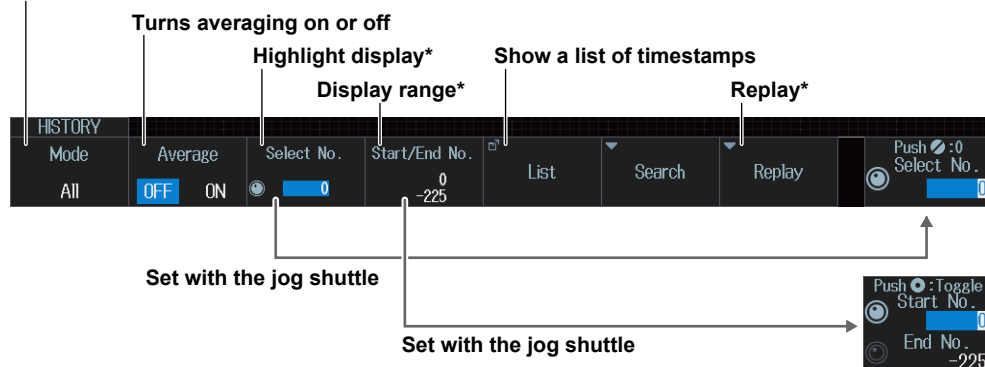 Turns averaging on or off
Highlight display*
Show a list of timestamps
Display range*
Replay*
HISTORY
Mode
All
Average
OFF ON
Select No.
0
Start/End No.
0
-225
List
Search
Replay
Push :0
Select No.
0
Set with the jog shuttle
Push :Toggle
Start No.
0
End No.
-225
Set with the jog shuttle